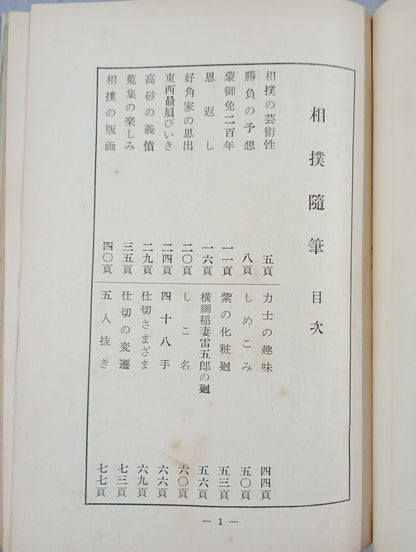 相撲隨筆 目次
相撲の芸術性 五頁
勝負の予想 八頁
蒙御免二百年 一一頁
恩返し 一六頁
好角家の思出 二〇頁
東西贔屓びいき 二四頁
高砂の義憤 二九頁
蒐集の楽しみ 三五頁
相撲の版画 四〇頁
力士の趣味 四四頁
しめこみ 五〇頁
紫の化粧廻 五三頁
横綱稲妻雷五郎の廻 五六頁
しこ名 六〇頁
四十八手 六六頁
仕切さまざま 六九頁
仕切の変遷 七三頁
五人抜き 七七頁
— 1 —